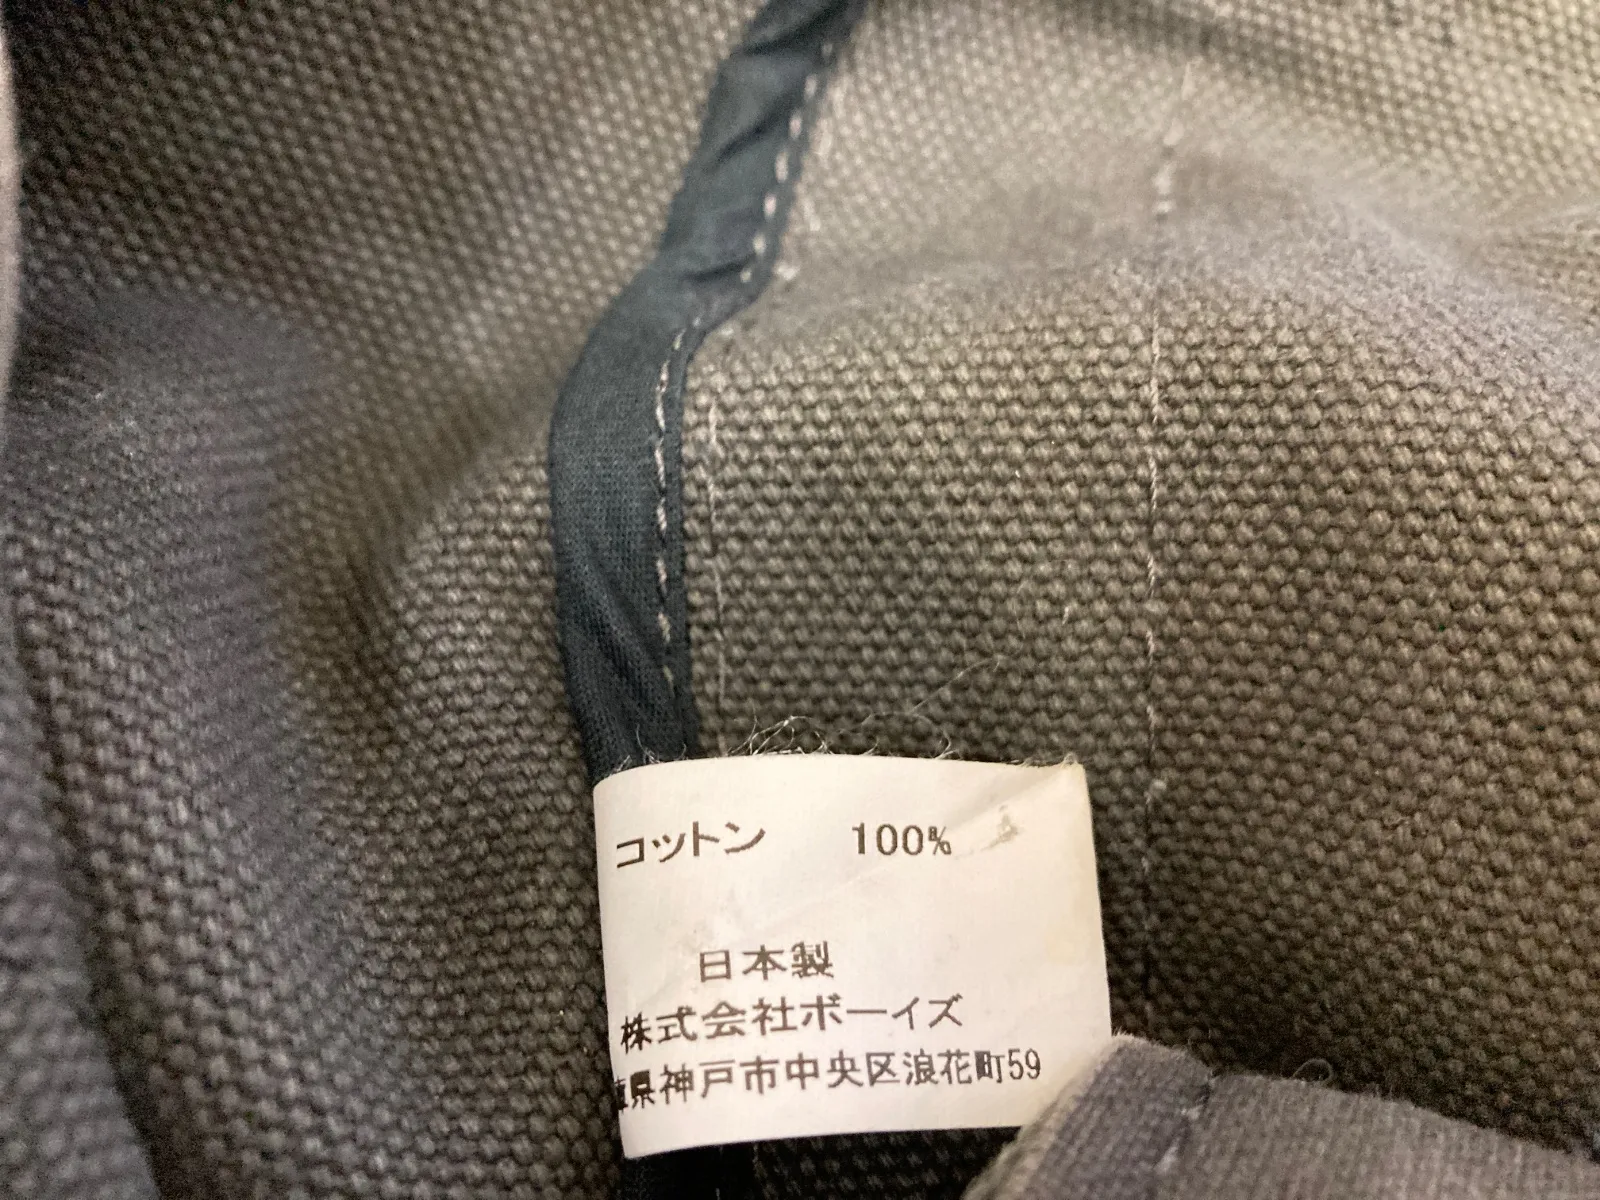 コットン 100%
日本製
株式会社ボーイズ
庫県神戸市中央区浪花町59